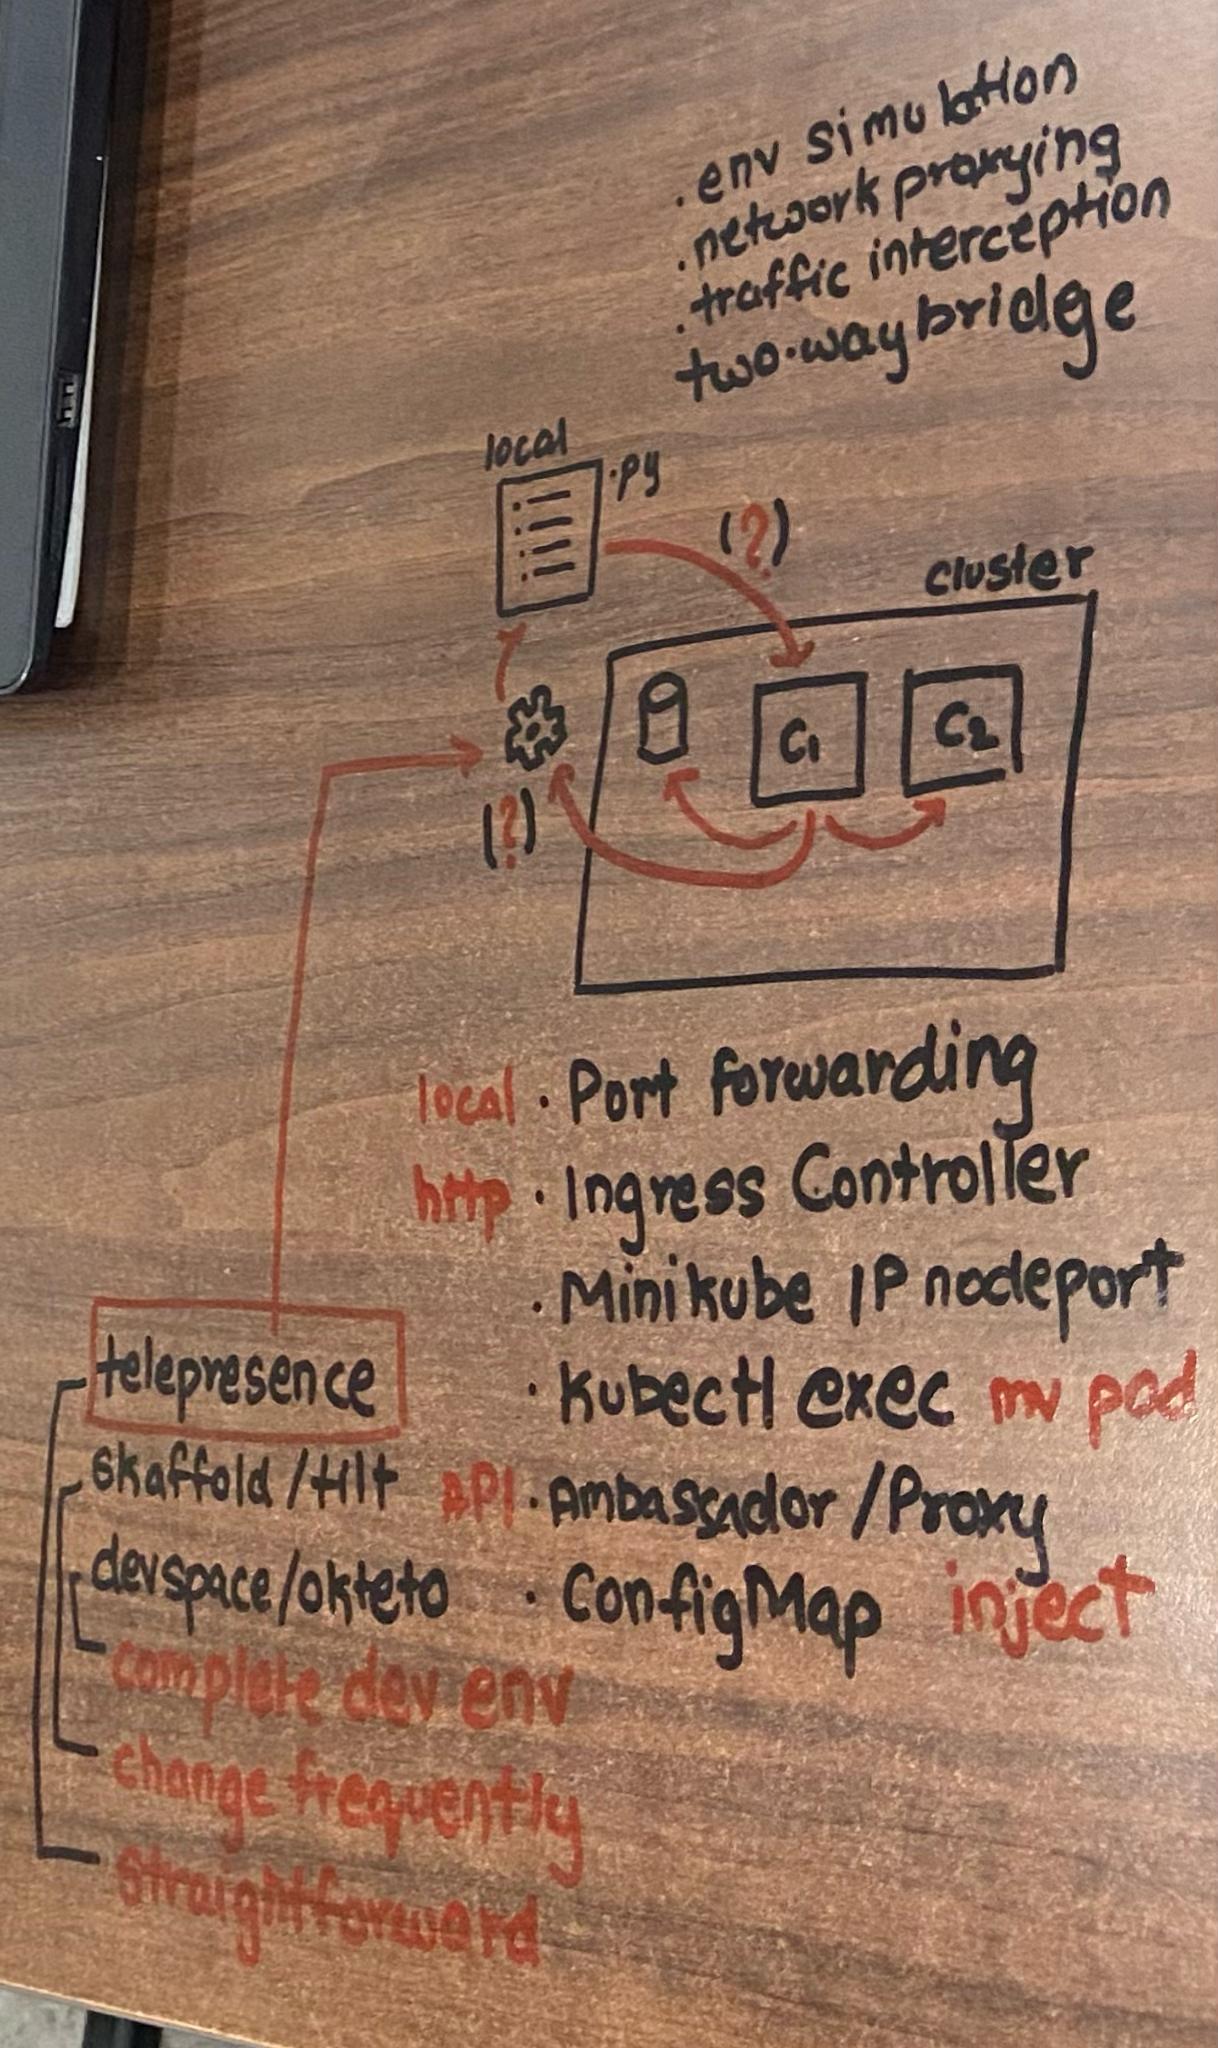 . env simulation
. network proxying
. traffic interception
two-way bridge
local
.py
(?)
cluster
C1
C2
(?)
local . Port forwarding
http . Ingress Controller
. Minikube IP nodeport
. Kubectl exec mv pod
API . Ambassador / Proxy
. ConfigMap inject
telepresence
skaffold/tilt
devspace/okteto
complete dev env
change frequently
straightforward